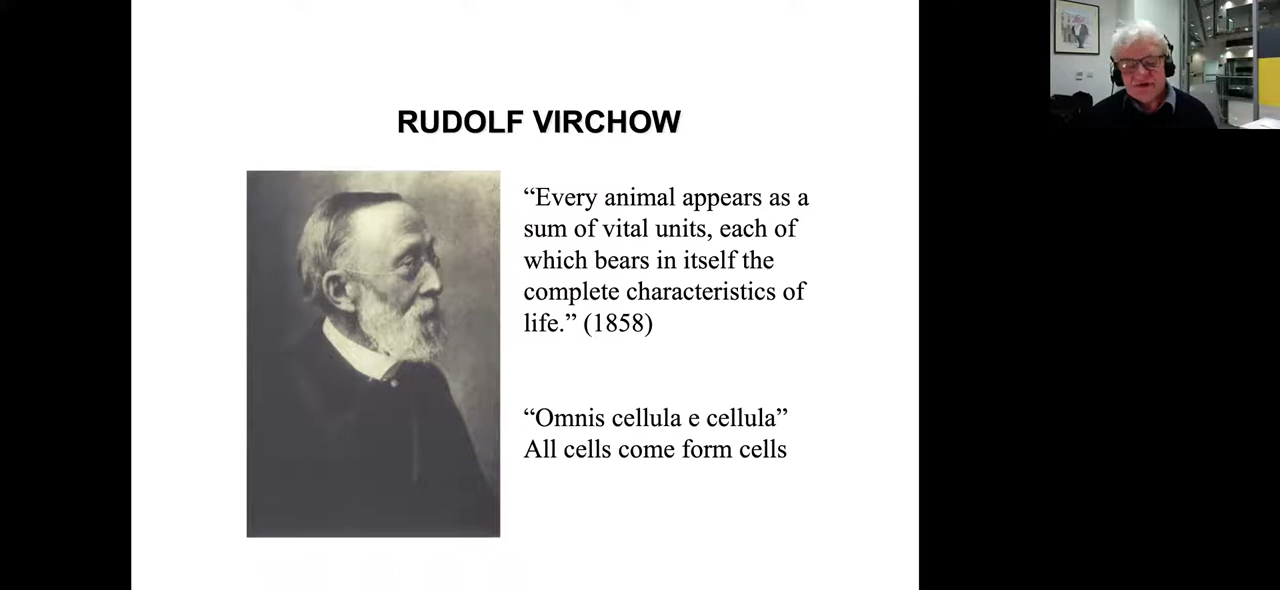 RUDOLF VIRCHOW
“Every animal appears as a
sum of vital units, each of
which bears in itself the
complete characteristics of
life.” (1858)
“Omnis cellula e cellula”
All cells come form cells